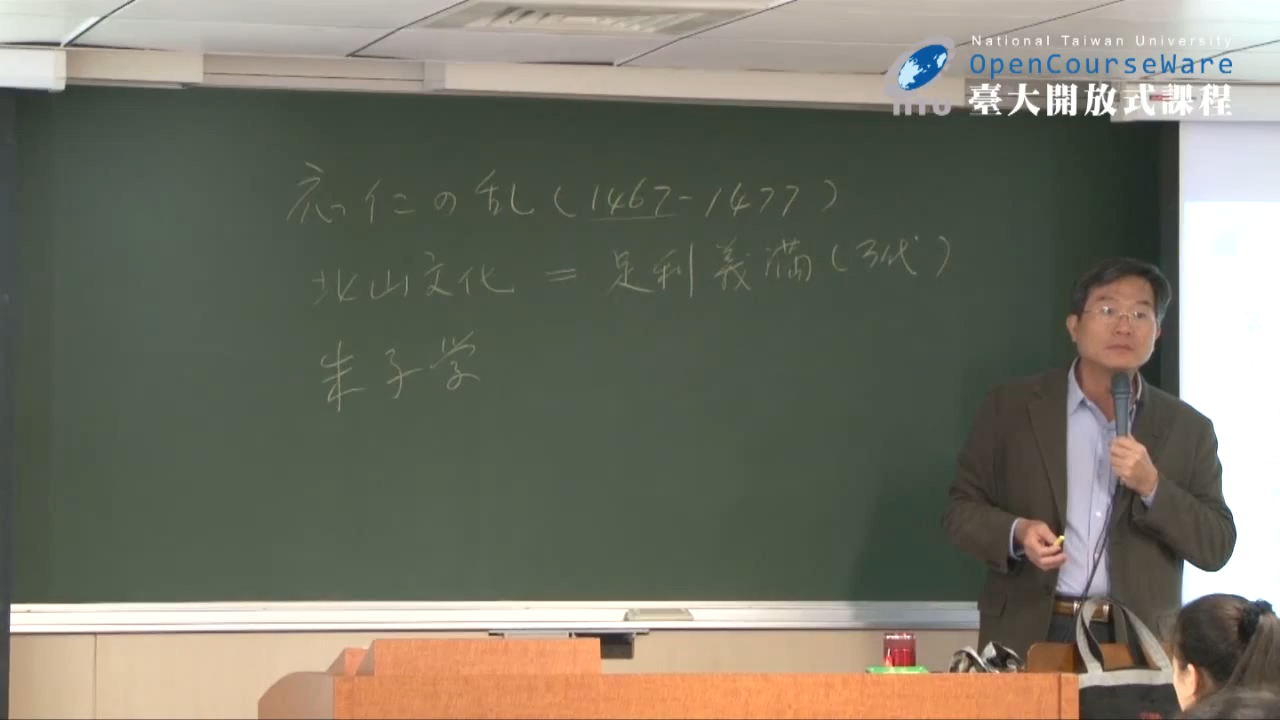 National Taiwan University
OpenCourseWare
臺大開放式課程
応仁の乱(1467-1477)
北山文化 = 足利義満(3代)
朱子学